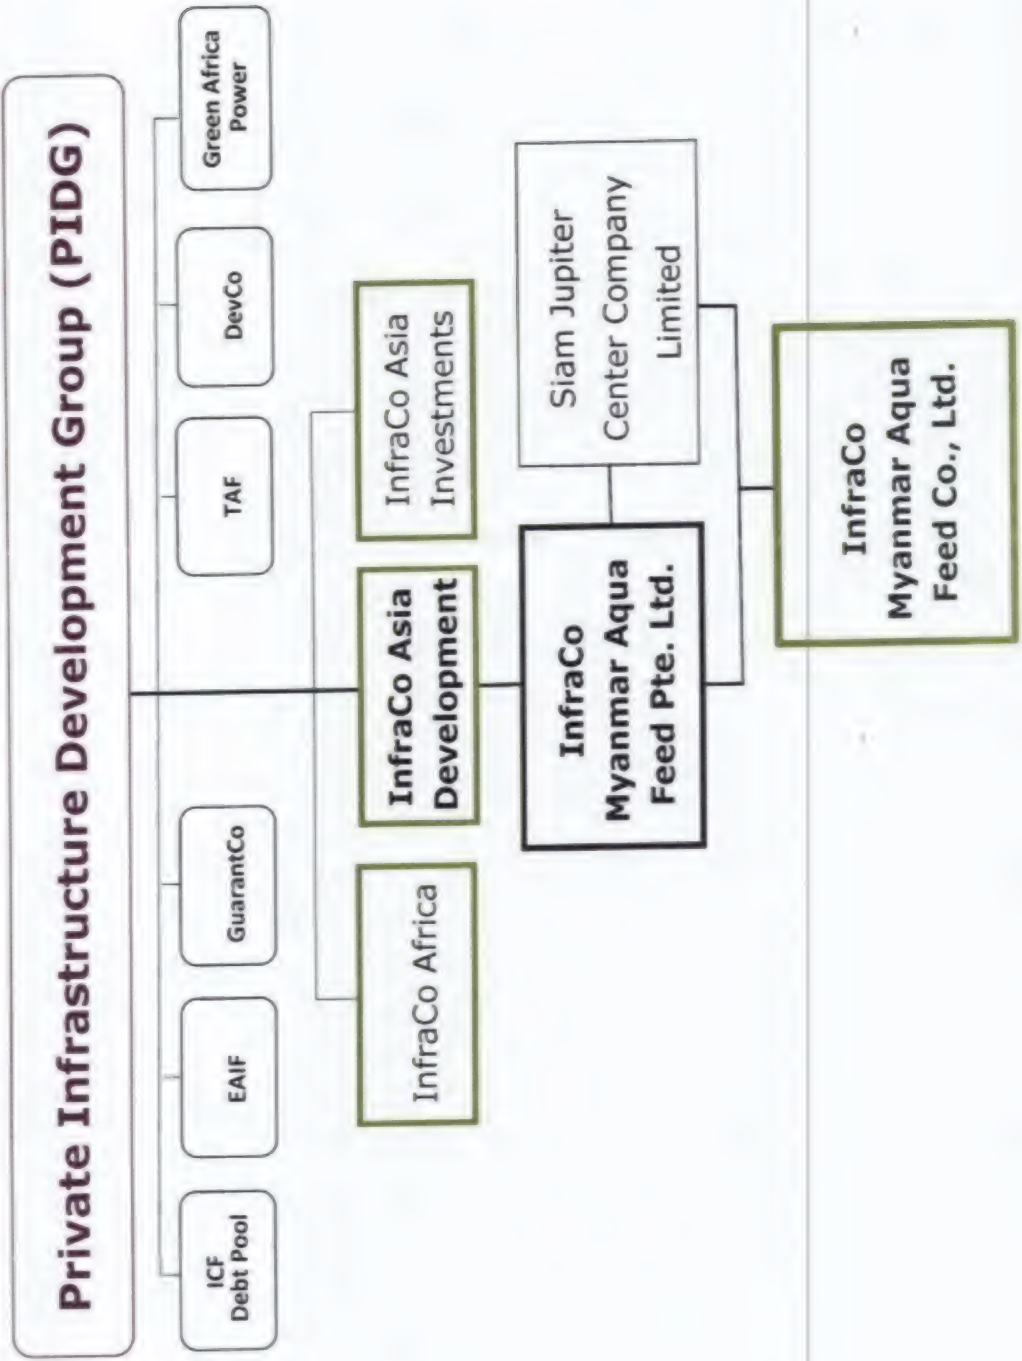 Private Infrastructure Development Group (PIDG)
ICF
Debt Pool
EAIF
GuarantCo
TAF
DevCo
Green Africa
Power
InfraCo Africa
InfraCo Asia
Development
InfraCo Asia
Investments
InfraCo
Myanmar Aqua
Feed Pte. Ltd.
Siam Jupiter
Center Company
Limited
InfraCo
Myanmar Aqua
Feed Co., Ltd.